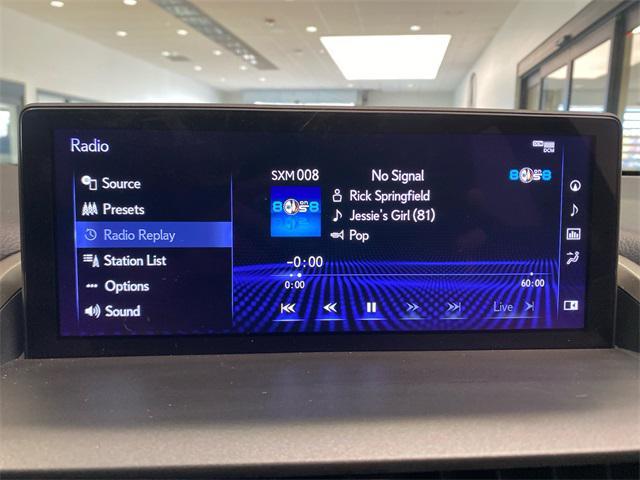 Radio
DCM
Source
Presets
Radio Replay
Station List
Options
Sound
SXM 008
No Signal
Rick Springfield
Jessie's Girl (81)
Pop
-0:00
0:00
60:00
Live